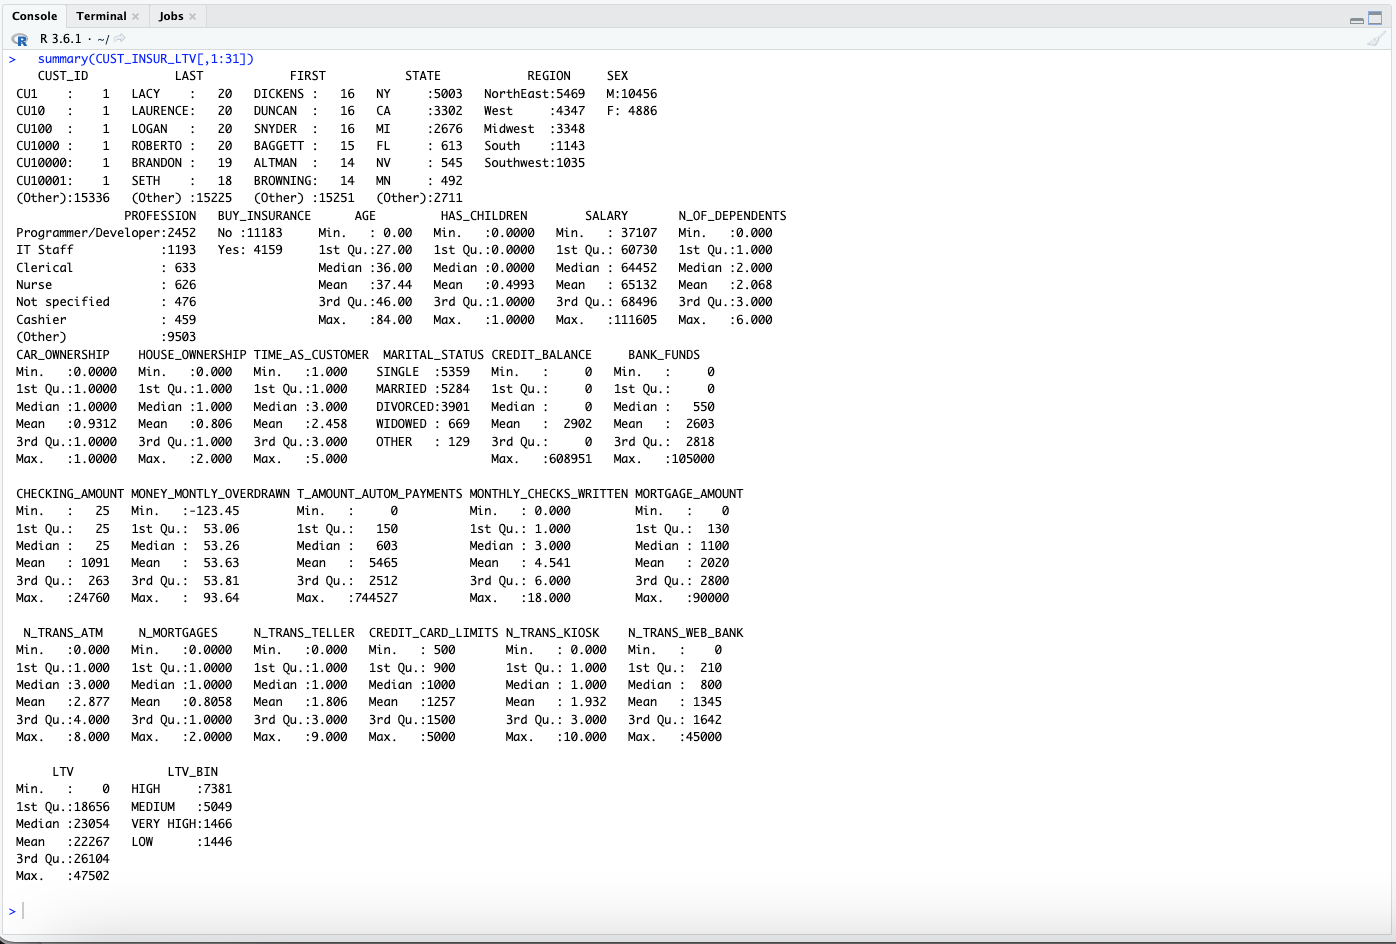 Console Terminal × Jobs ×
R 3.6.1 · ~/
> summary(CUST_INSUR_LTV[,1:31])
CUST_ID LAST FIRST STATE REGION SEX
CU1 : 1 LACY : 20 DICKENS : 16 NY :5003 NorthEast:5469 M:10456
CU10 : 1 LAURENCE: 20 DUNCAN : 16 CA :3302 West :4347 F: 4886
CU100 : 1 LOGAN : 20 SNYDER : 16 MI :2676 Midwest :3348
CU1000 : 1 ROBERTO : 20 BAGGETT : 15 FL : 613 South :1143
CU10000: 1 BRANDON : 19 ALTMAN : 14 NV : 545 Southwest:1035
CU10001: 1 SETH : 18 BROWNING: 14 MN : 492
(Other):15336 (Other) :15225 (Other) :15251 (Other):2711
PROFESSION BUY_INSURANCE AGE HAS_CHILDREN SALARY N_OF_DEPENDENTS
Programmer/Developer:2452 No :11183 Min. : 0.00 Min. :0.0000 Min. : 37107 Min. :0.000
IT Staff :1193 Yes: 4159 1st Qu.:27.00 1st Qu.:0.0000 1st Qu.: 60730 1st Qu.:1.000
Clerical : 633 Median :36.00 Median :0.0000 Median : 64452 Median :2.000
Nurse : 626 Mean :37.44 Mean :0.4993 Mean : 65132 Mean :2.068
Not specified : 476 3rd Qu.:46.00 3rd Qu.:1.0000 3rd Qu.: 68496 3rd Qu.:3.000
Cashier : 459 Max. :84.00 Max. :1.0000 Max. :111605 Max. :6.000
(Other) :9503
CAR_OWNERSHIP HOUSE_OWNERSHIP TIME_AS_CUSTOMER MARITAL_STATUS CREDIT_BALANCE BANK_FUNDS
Min. :0.0000 Min. :0.000 Min. :1.000 SINGLE :5359 Min. : 0 Min. : 0
1st Qu.:1.0000 1st Qu.:1.000 1st Qu.:1.000 MARRIED :5284 1st Qu.: 0 1st Qu.: 0
Median :1.0000 Median :1.000 Median :3.000 DIVORCED:3901 Median : 0 Median : 550
Mean :0.9312 Mean :0.806 Mean :2.458 WIDOWED : 669 Mean : 2902 Mean : 2603
3rd Qu.:1.0000 3rd Qu.:1.000 3rd Qu.:3.000 OTHER : 129 3rd Qu.: 0 3rd Qu.: 2818
Max. :1.0000 Max. :2.000 Max. :5.000 Max. :608951 Max. :105000
CHECKING_AMOUNT MONEY_MONTLY_OVERDRAWN T_AMOUNT_AUTOM_PAYMENTS MONTHLY_CHECKS_WRITTEN MORTGAGE_AMOUNT
Min. : 25 Min. :-123.45 Min. : 0 Min. : 0.000 Min. : 0
1st Qu.: 25 1st Qu.: 53.06 1st Qu.: 150 1st Qu.: 1.000 1st Qu.: 130
Median : 25 Median : 53.26 Median : 603 Median : 3.000 Median : 1100
Mean : 1091 Mean : 53.63 Mean : 5465 Mean : 4.541 Mean : 2020
3rd Qu.: 263 3rd Qu.: 53.81 3rd Qu.: 2512 3rd Qu.: 6.000 3rd Qu.: 2800
Max. :24760 Max. : 93.64 Max. :744527 Max. :18.000 Max. :90000
N_TRANS_ATM N_MORTGAGES N_TRANS_TELLER CREDIT_CARD_LIMITS N_TRANS_KIOSK N_TRANS_WEB_BANK
Min. :0.000 Min. :0.0000 Min. :0.000 Min. : 500 Min. : 0.000 Min. : 0
1st Qu.:1.000 1st Qu.:1.0000 1st Qu.:1.000 1st Qu.: 900 1st Qu.: 1.000 1st Qu.: 210
Median :3.000 Median :1.0000 Median :1.000 Median :1000 Median : 1.000 Median : 800
Mean :2.877 Mean :0.8058 Mean :1.806 Mean :1257 Mean : 1.932 Mean : 1345
3rd Qu.:4.000 3rd Qu.:1.0000 3rd Qu.:3.000 3rd Qu.:1500 3rd Qu.: 3.000 3rd Qu.: 1642
Max. :8.000 Max. :2.0000 Max. :9.000 Max. :5000 Max. :10.000 Max. :45000
LTV LTV_BIN
Min. : 0 HIGH :7381
1st Qu.:18656 MEDIUM :5049
Median :23054 VERY HIGH:1466
Mean :22267 LOW :1446
3rd Qu.:26104
Max. :47502
>